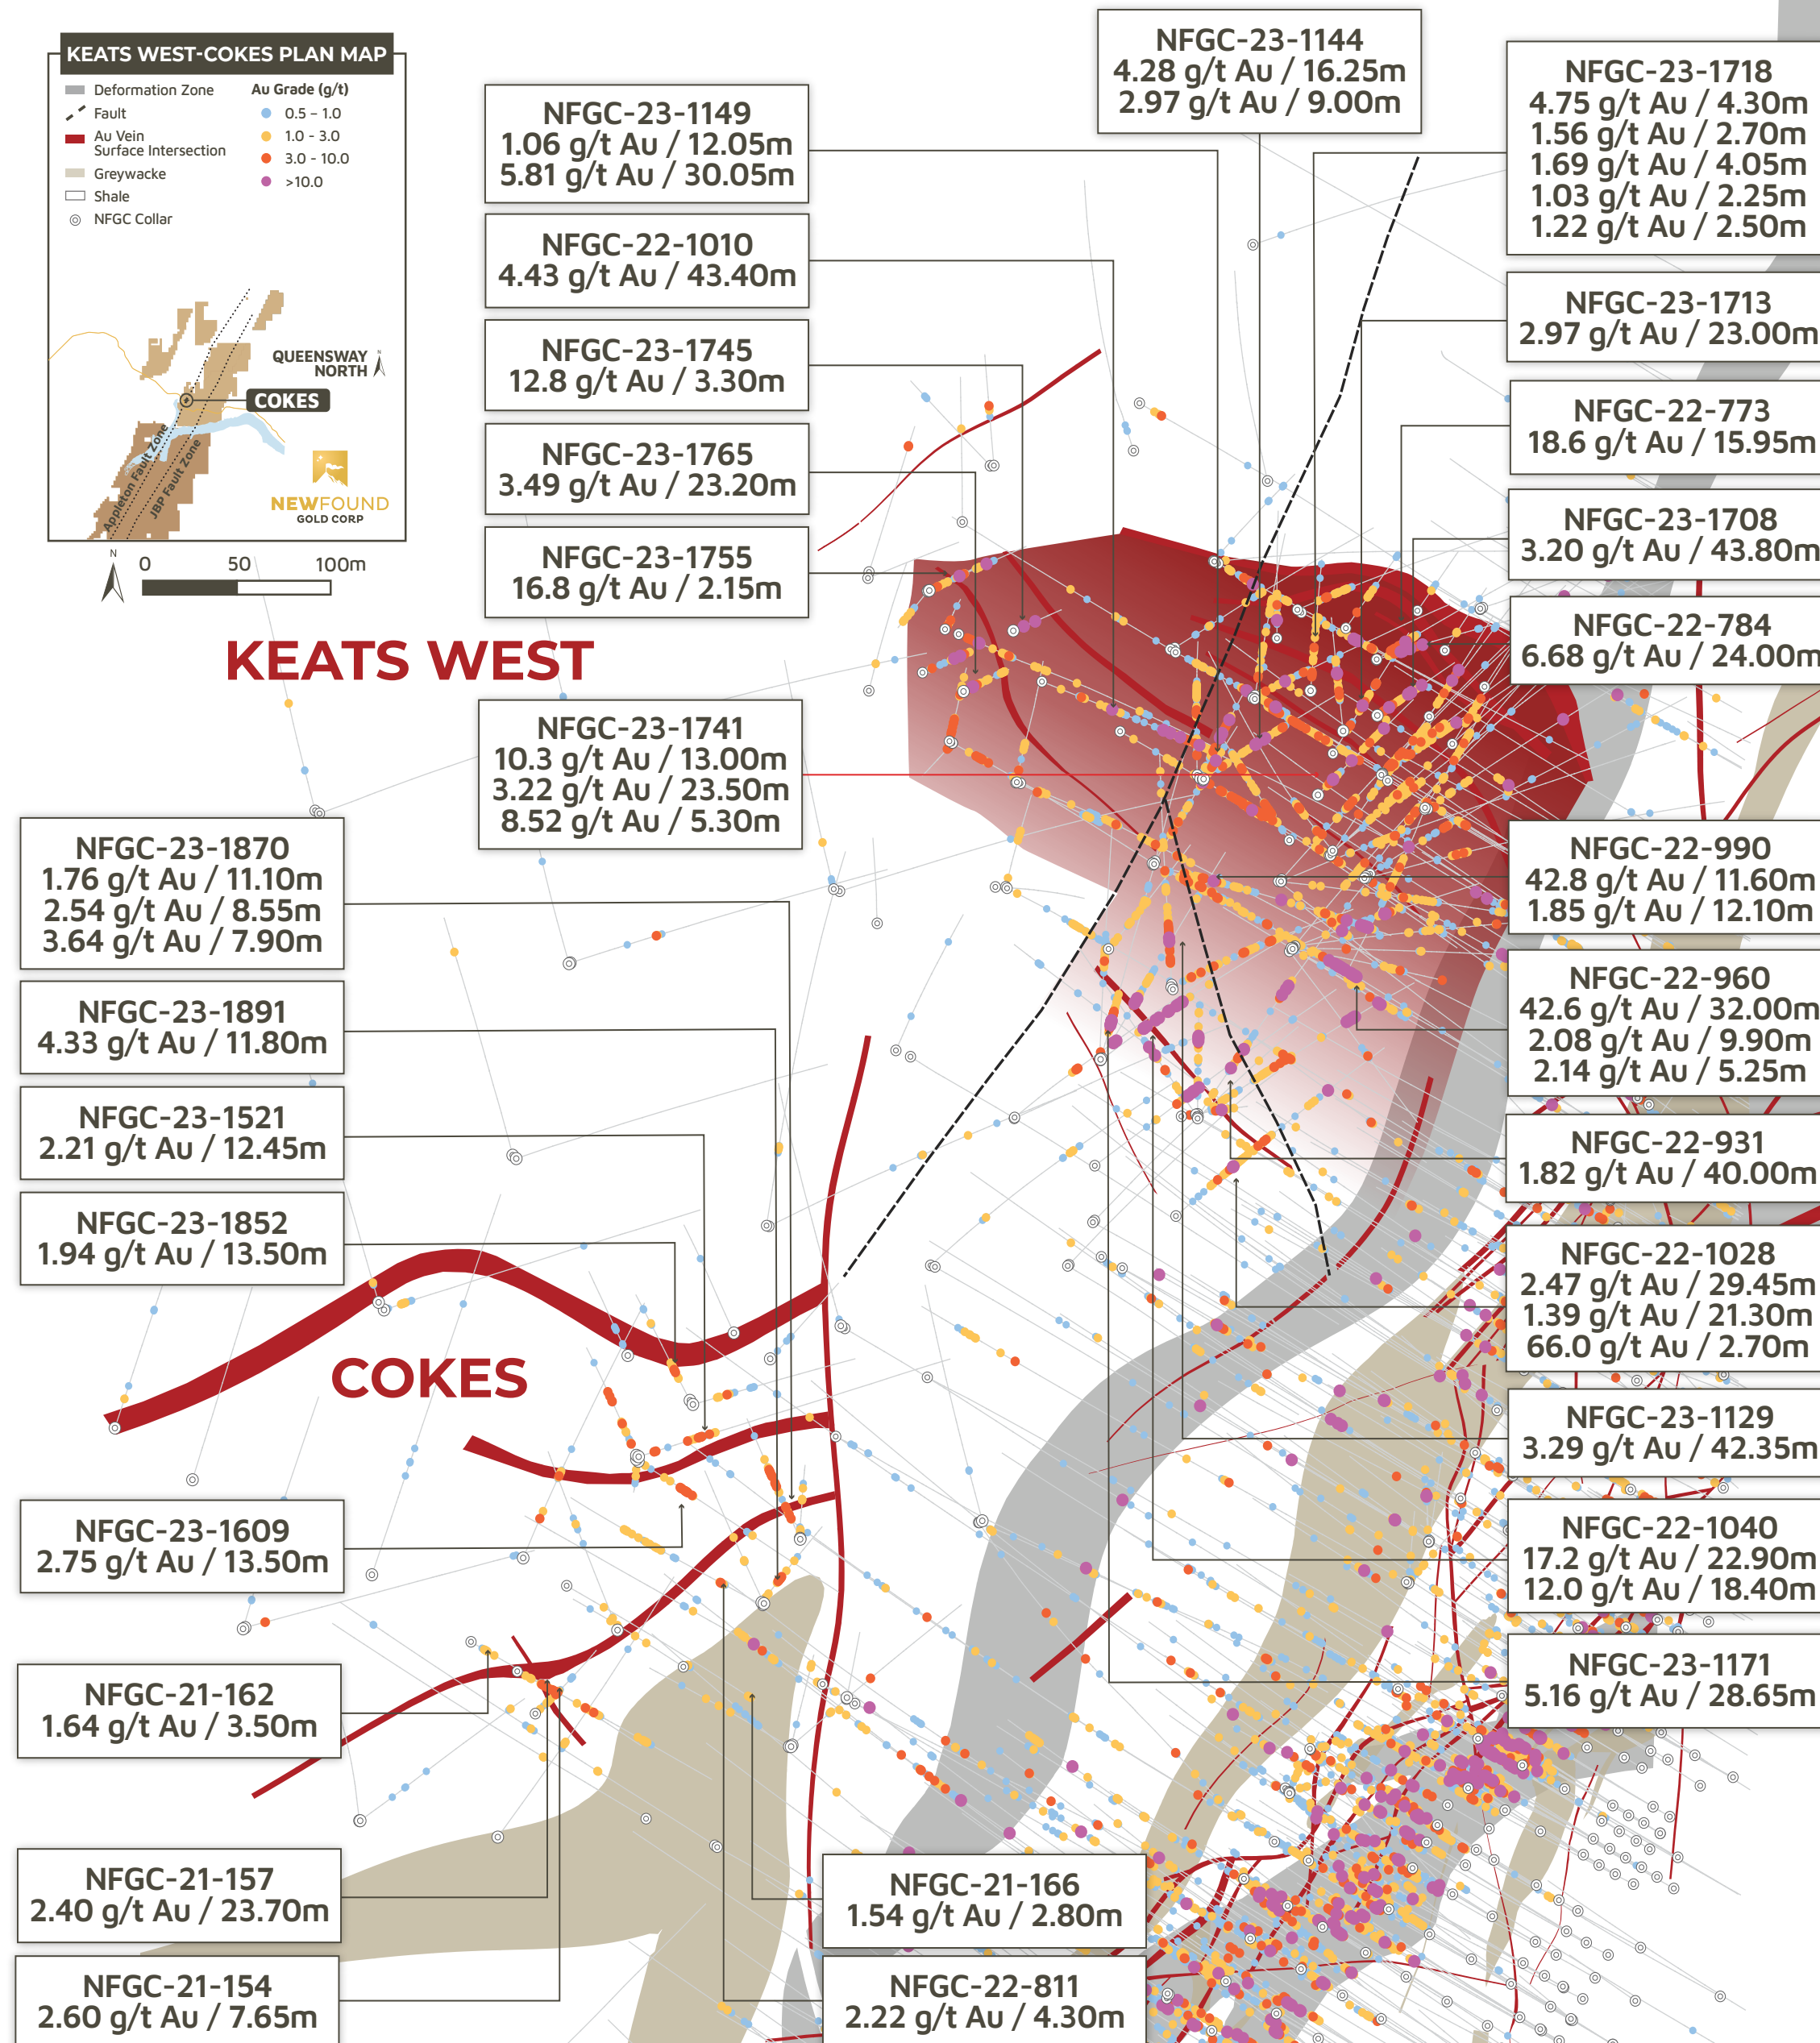 KEATS WEST-COKES PLAN MAP
Deformation Zone
Fault
Au Vein
Surface Intersection
Greywacke
Shale
NFGC Collar
Au Grade (g/t)
0.5 - 1.0
1.0 - 3.0
3.0 - 10.0
>10.0
QUEENSWAY
NORTH
N
COKES
Appleton Fault Zone
JBP Fault Zone
NEWFOUND
GOLD CORP
N
0 50 100m
KEATS WEST
COKES
NFGC-23-1149
1.06 g/t Au / 12.05m
5.81 g/t Au / 30.05m
NFGC-22-1010
4.43 g/t Au / 43.40m
NFGC-23-1745
12.8 g/t Au / 3.30m
NFGC-23-1765
3.49 g/t Au / 23.20m
NFGC-23-1755
16.8 g/t Au / 2.15m
NFGC-23-1741
10.3 g/t Au / 13.00m
3.22 g/t Au / 23.50m
8.52 g/t Au / 5.30m
NFGC-23-1870
1.76 g/t Au / 11.10m
2.54 g/t Au / 8.55m
3.64 g/t Au / 7.90m
NFGC-23-1891
4.33 g/t Au / 11.80m
NFGC-23-1521
2.21 g/t Au / 12.45m
NFGC-23-1852
1.94 g/t Au / 13.50m
NFGC-23-1609
2.75 g/t Au / 13.50m
NFGC-21-162
1.64 g/t Au / 3.50m
NFGC-21-157
2.40 g/t Au / 23.70m
NFGC-21-154
2.60 g/t Au / 7.65m
NFGC-21-166
1.54 g/t Au / 2.80m
NFGC-22-811
2.22 g/t Au / 4.30m
NFGC-23-1144
4.28 g/t Au / 16.25m
2.97 g/t Au / 9.00m
NFGC-23-1718
4.75 g/t Au / 4.30m
1.56 g/t Au / 2.70m
1.69 g/t Au / 4.05m
1.03 g/t Au / 2.25m
1.22 g/t Au / 2.50m
NFGC-23-1713
2.97 g/t Au / 23.00m
NFGC-22-773
18.6 g/t Au / 15.95m
NFGC-23-1708
3.20 g/t Au / 43.80m
NFGC-22-784
6.68 g/t Au / 24.00m
NFGC-22-990
42.8 g/t Au / 11.60m
1.85 g/t Au / 12.10m
NFGC-22-960
42.6 g/t Au / 32.00m
2.08 g/t Au / 9.90m
2.14 g/t Au / 5.25m
NFGC-22-931
1.82 g/t Au / 40.00m
NFGC-22-1028
2.47 g/t Au / 29.45m
1.39 g/t Au / 21.30m
66.0 g/t Au / 2.70m
NFGC-23-1129
3.29 g/t Au / 42.35m
NFGC-22-1040
17.2 g/t Au / 22.90m
12.0 g/t Au / 18.40m
NFGC-23-1171
5.16 g/t Au / 28.65m